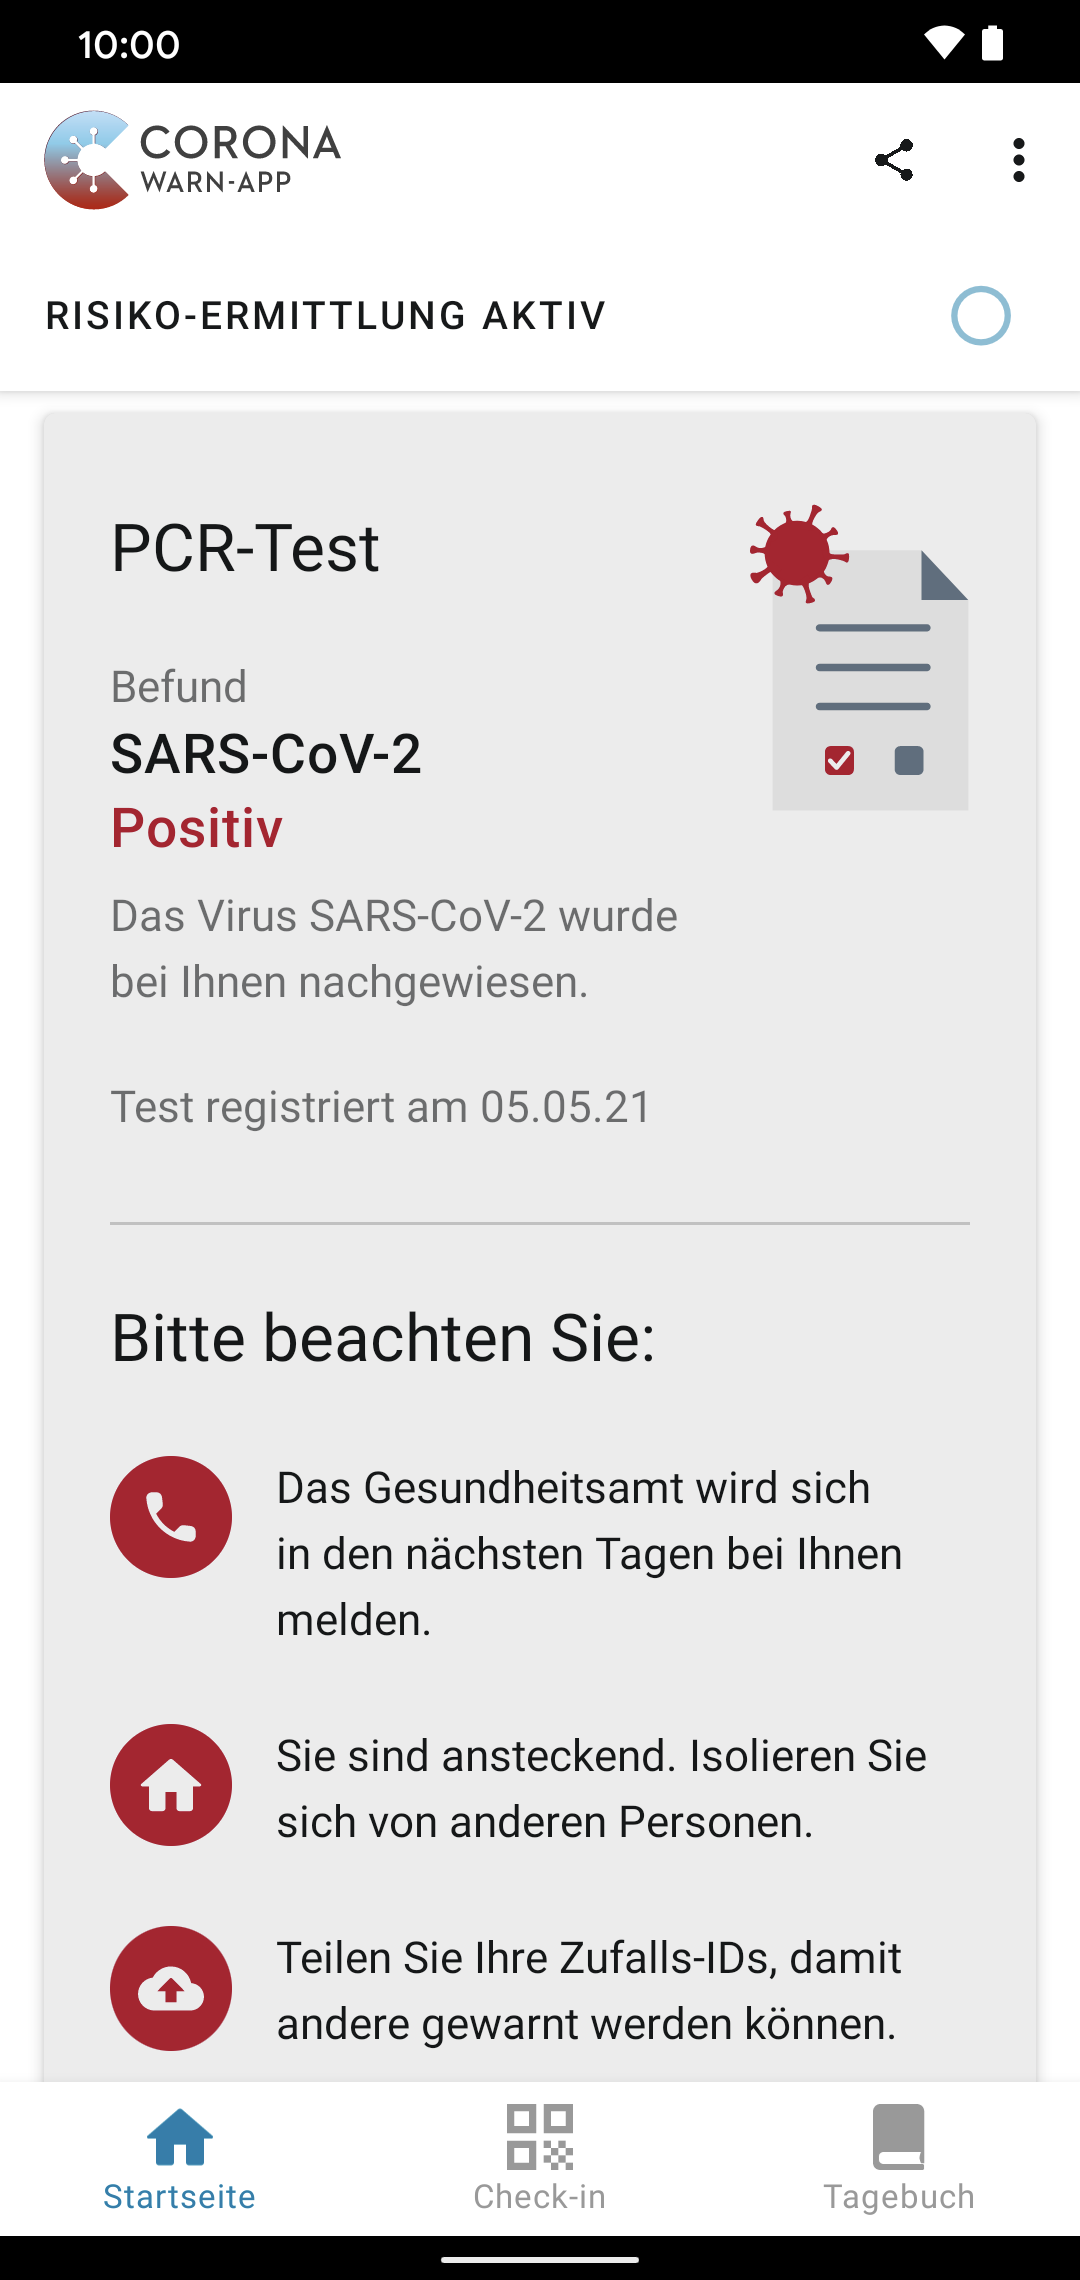 10:00
CORONA
WARN-APP
RISIKO-ERMITTLUNG AKTIV
PCR-Test
Befund
SARS-CoV-2
Positiv
Das Virus SARS-CoV-2 wurde
bei Ihnen nachgewiesen.
Test registriert am 05.05.21
Bitte beachten Sie:
Das Gesundheitsamt wird sich
in den nächsten Tagen bei Ihnen
melden.
Sie sind ansteckend. Isolieren Sie
sich von anderen Personen.
Teilen Sie Ihre Zufalls-IDs, damit
andere gewarnt werden können.
Startseite
Check-in
Tagebuch